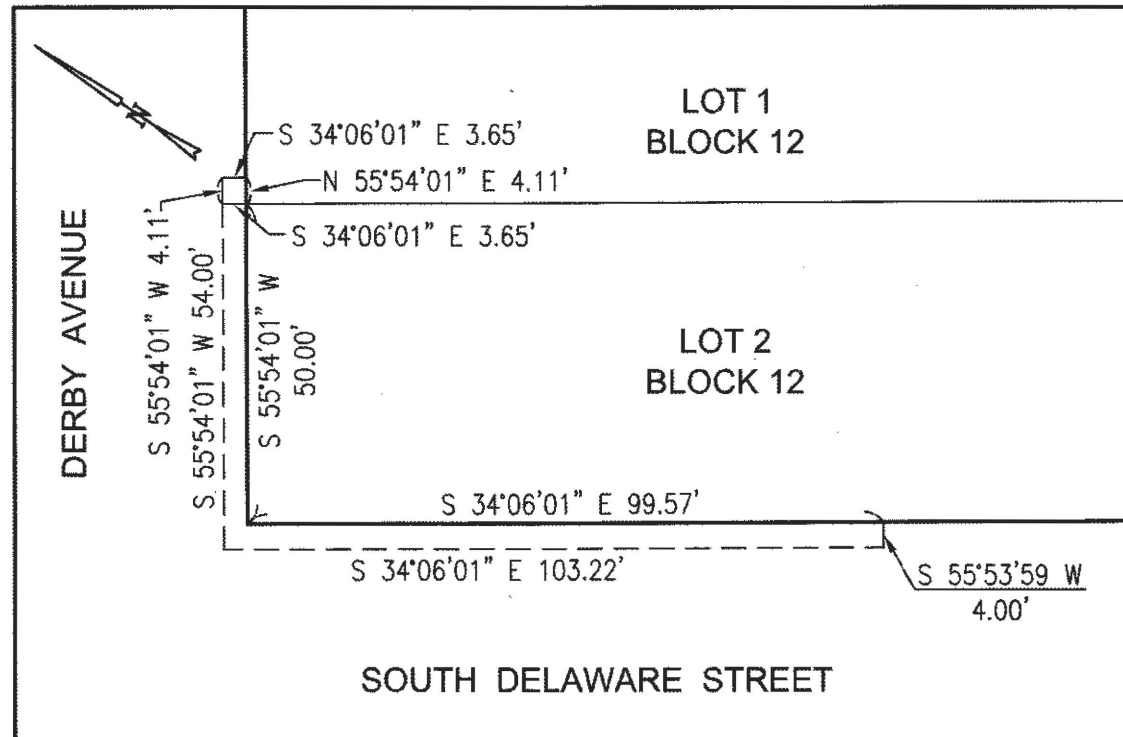 LOT 1
BLOCK 12
N
S 34°06'01" E 3.65'
N 55°54'01" E 4.11'
S 34°06'01" E 3.65'
DERBY AVENUE
S 55°54'01" W 4.11'
S 55°54'01" W 54.00'
S 55°54'01" W
50.00'
LOT 2
BLOCK 12
S 34°06'01" E 99.57'
S 34°06'01" E 103.22'
S 55°53'59 W
4.00'
SOUTH DELAWARE STREET